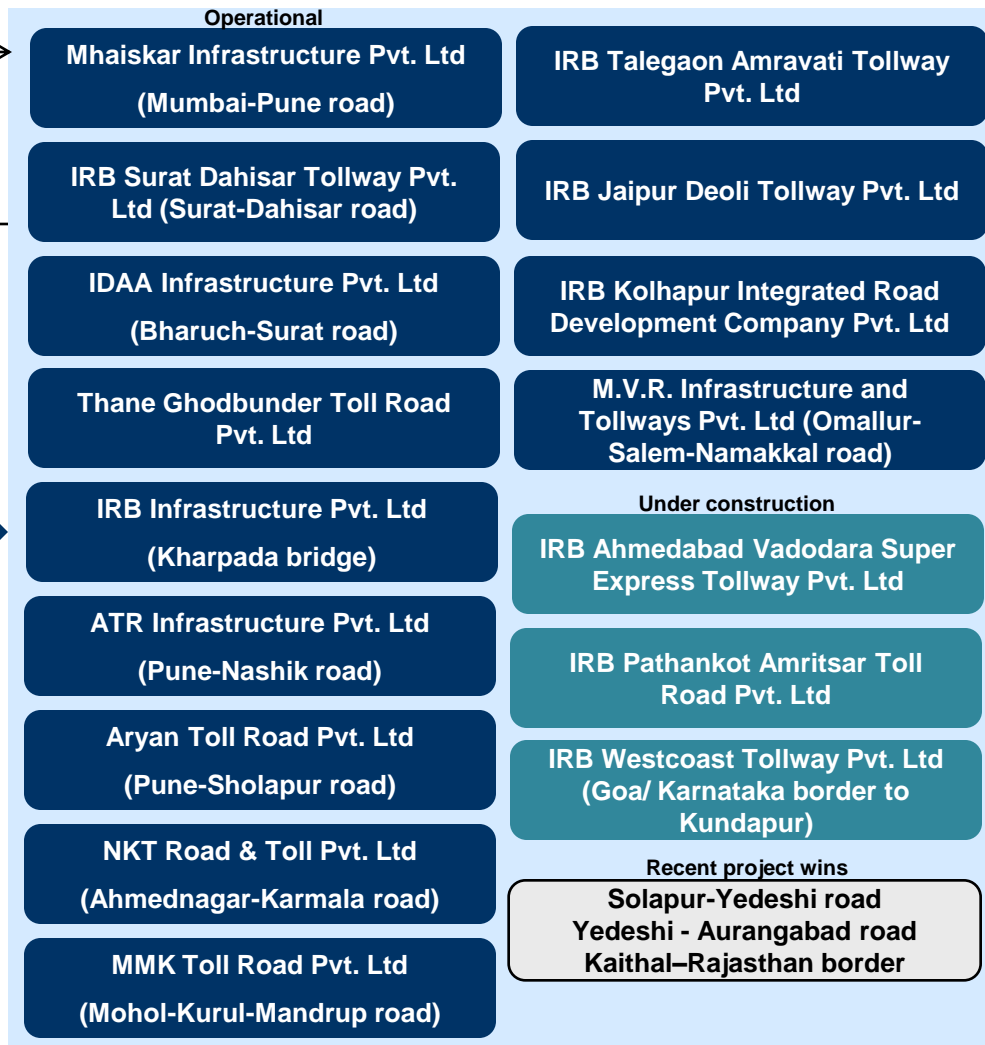 Operational
Mhaiskar Infrastructure Pvt. Ltd
(Mumbai-Pune road)
IRB Surat Dahisar Tollway Pvt.
Ltd (Surat-Dahisar road)
IDAA Infrastructure Pvt. Ltd
(Bharuch-Surat road)
Thane Ghodbunder Toll Road
Pvt. Ltd
IRB Infrastructure Pvt. Ltd
(Kharpada bridge)
ATR Infrastructure Pvt. Ltd
(Pune-Nashik road)
Aryan Toll Road Pvt. Ltd
(Pune-Sholapur road)
NKT Road & Toll Pvt. Ltd
(Ahmednagar-Karmala road)
MMK Toll Road Pvt. Ltd
(Mohol-Kurul-Mandrup road)
IRB Talegaon Amravati Tollway
Pvt. Ltd
IRB Jaipur Deoli Tollway Pvt. Ltd
IRB Kolhapur Integrated Road
Development Company Pvt. Ltd
M.V.R. Infrastructure and
Tollways Pvt. Ltd (Omallur-
Salem-Namakkal road)
Under construction
IRB Ahmedabad Vadodara Super
Express Tollway Pvt. Ltd
IRB Pathankot Amritsar Toll
Road Pvt. Ltd
IRB Westcoast Tollway Pvt. Ltd
(Goa/ Karnataka border to
Kundapur)
Recent project wins
Solapur-Yedeshi road
Yedeshi - Aurangabad road
Kaithal–Rajasthan border